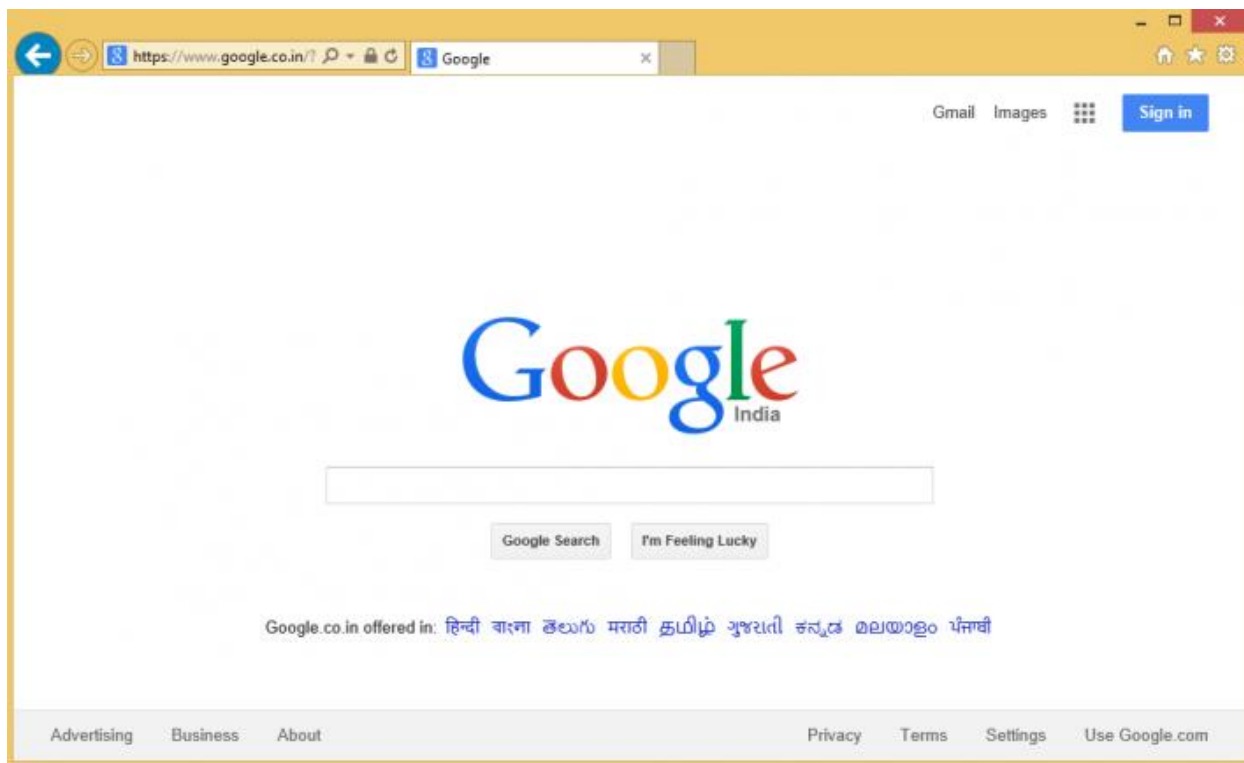 https://www.google.co.in/?
Google
Gmail Images Sign in
Google
India
Google Search I'm Feeling Lucky
Google.co.in offered in: हिन्दी বাংলা తెలుగు मराठी தமிழ் ગુજરાતી ಕನ್ನಡ മലയാളം ਪੰਜਾਬੀ
Advertising Business About Privacy Terms Settings Use Google.com